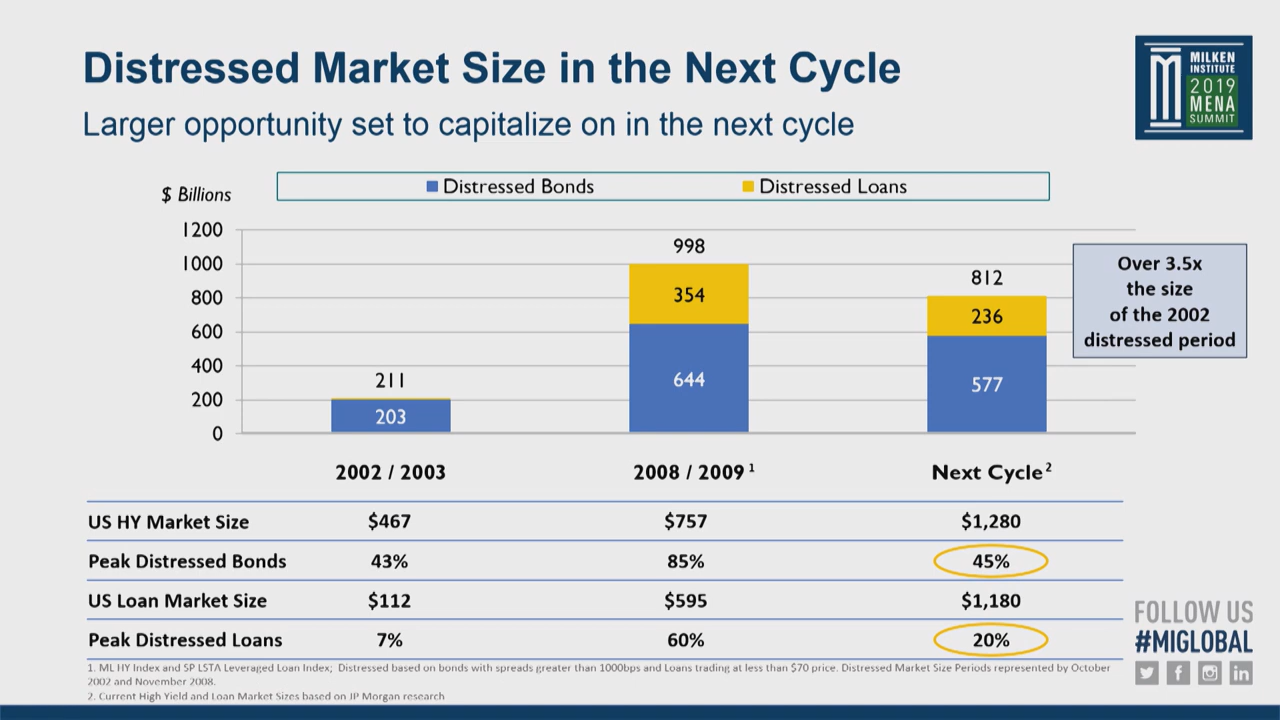 Distressed Market Size in the Next Cycle
Larger opportunity set to capitalize on in the next cycle
MILKEN
INSTITUTE
2019
MENA
SUMMIT
$ Billions
Distressed Bonds
Distressed Loans
1200
1000
800
600
400
200
0
211
203
998
354
644
812
236
577
Over 3.5x
the size
of the 2002
distressed period
2002 / 2003
2008 / 2009 1
Next Cycle 2
US HY Market Size $467 $757 $1,280
Peak Distressed Bonds 43% 85% 45%
US Loan Market Size $112 $595 $1,180
Peak Distressed Loans 7% 60% 20%
1. ML HY Index and SP LSTA Leveraged Loan Index; Distressed based on bonds with spreads greater than 1000bps and Loans trading at less than $70 price. Distressed Market Size Periods represented by October
2002 and November 2008.
2. Current High Yield and Loan Market Sizes based on JP Morgan research
FOLLOW US
#MIGLOBAL